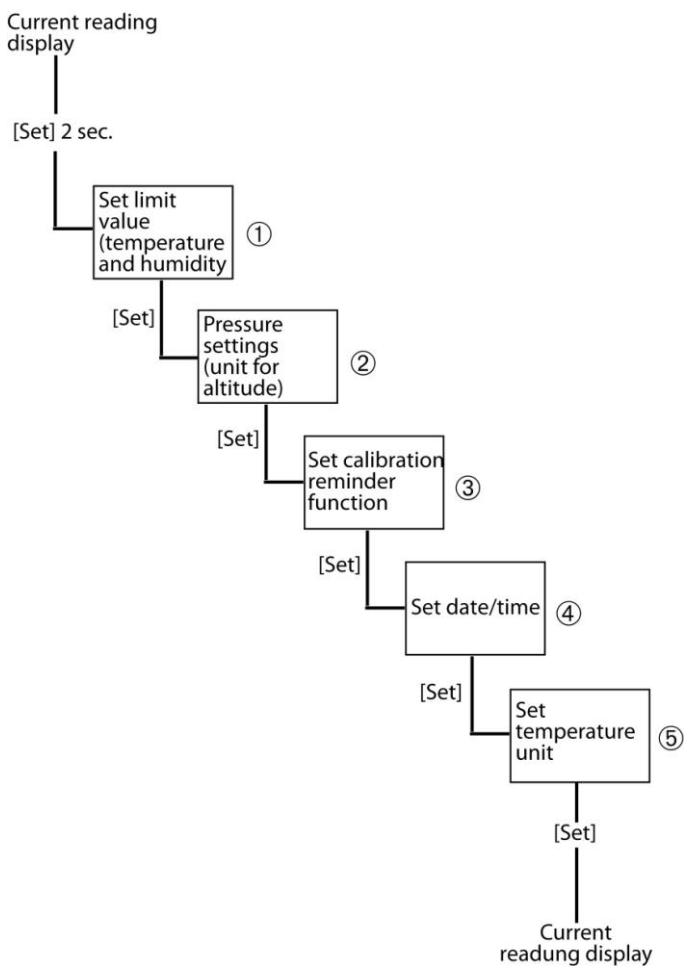 Current reading
display
[Set] 2 sec.
Set limit
value
(temperature
and humidity
①
[Set]
Pressure
settings
(unit for
altitude)
②
[Set]
Set calibration
reminder
function
③
[Set]
Set date/time
④
[Set]
Set
temperature
unit
⑤
[Set]
Current
readung display